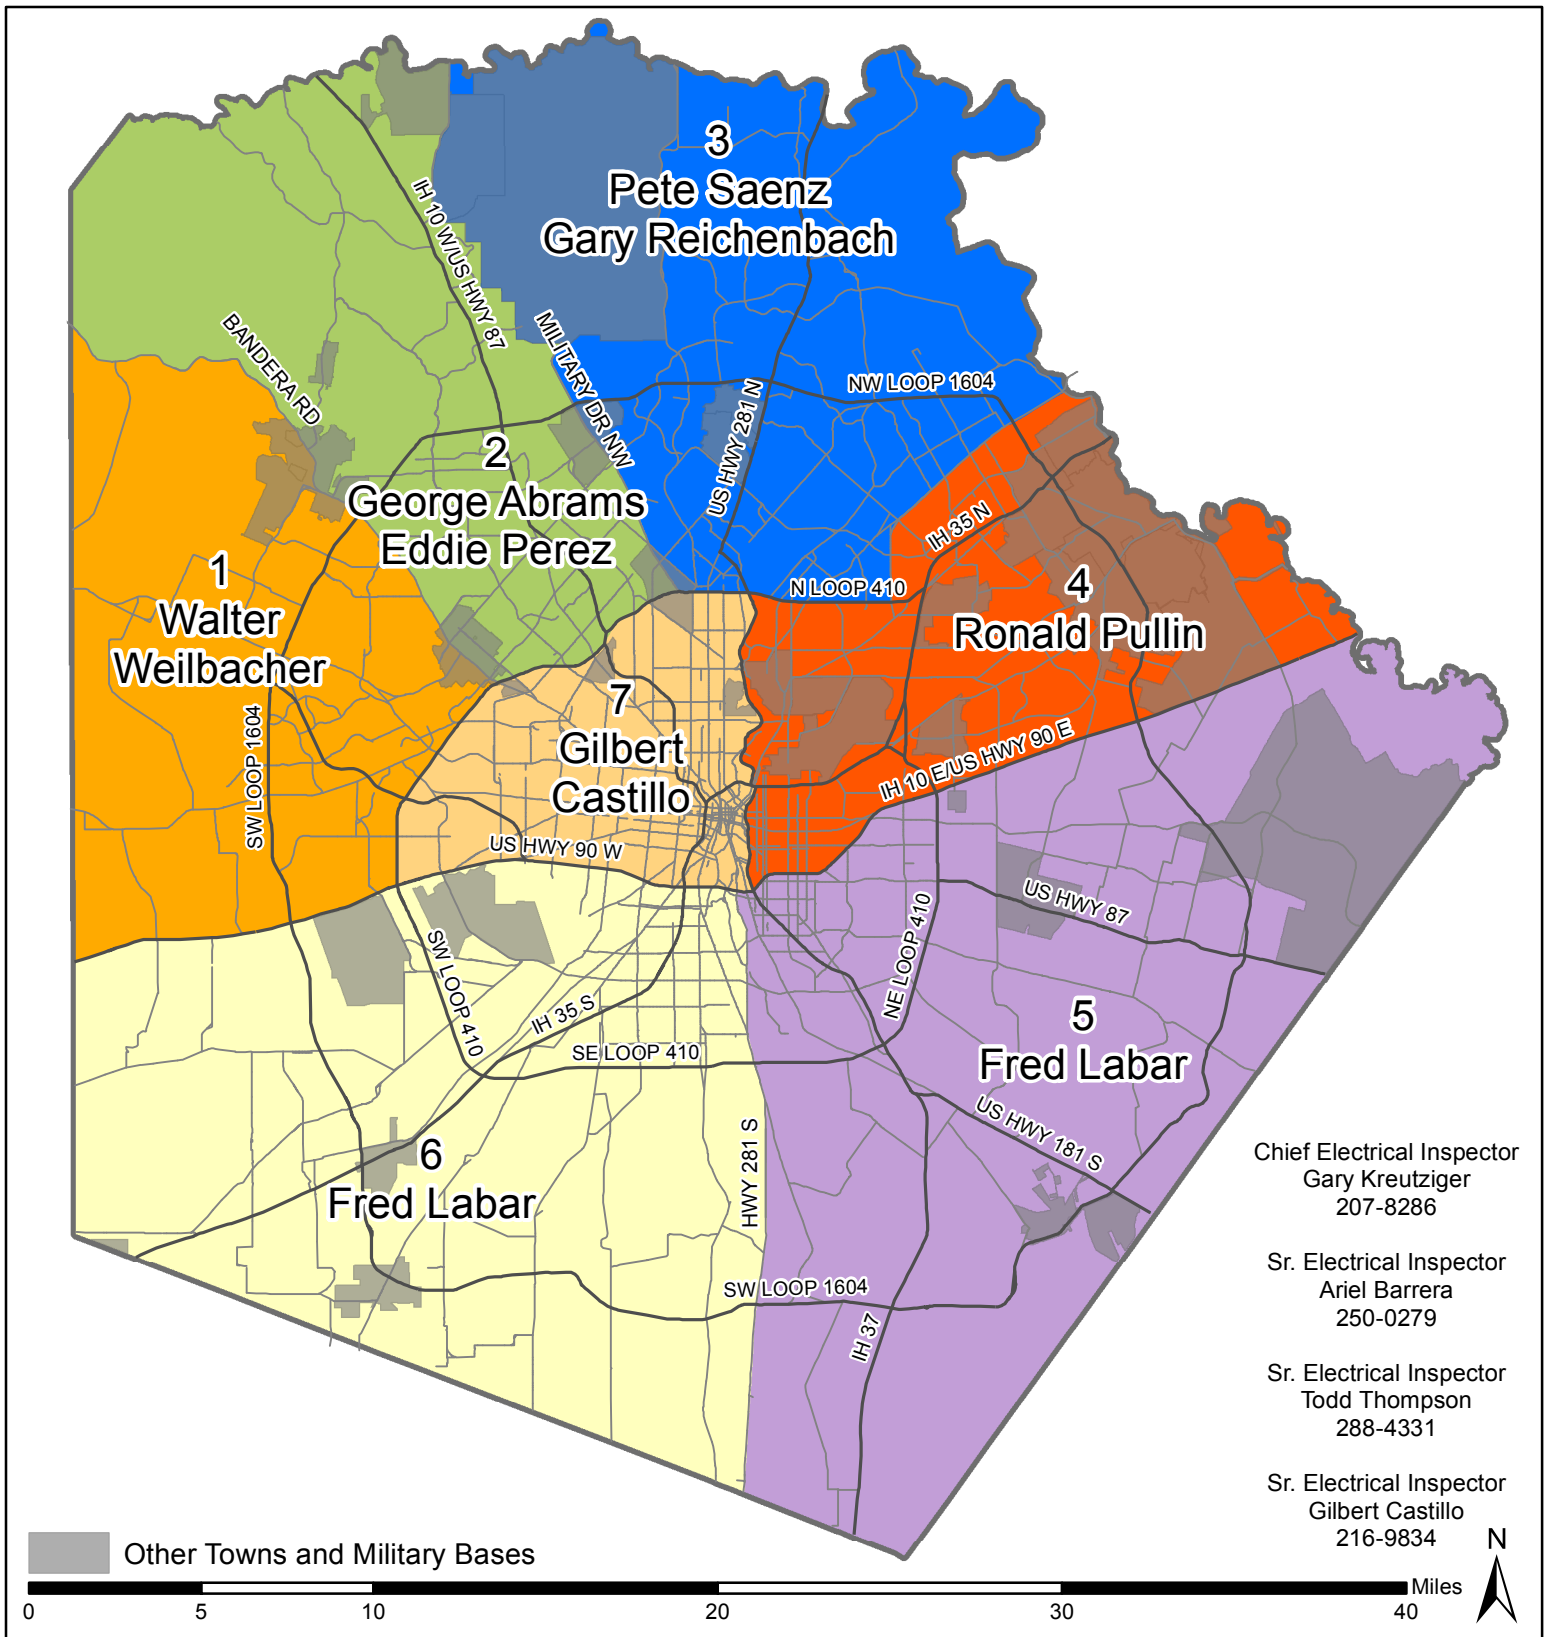 3
Pete Saenz
Gary Reichenbach
IH 10 W/US HWY 87
BANDERA RD
MILITARY DR NW
US HWY 281 N
NW LOOP 1604
2
George Abrams
Eddie Perez
IH 35 N
1
Walter
Weilbacher
N LOOP 410
4
Ronald Pullin
7
Gilbert
Castillo
SW LOOP 1604
IH 10 E/US HWY 90 E
US HWY 90 W
US HWY 87
SW LOOP 410
IH 35 S
NE LOOP 410
SE LOOP 410
5
Fred Labar
US HWY 181 S
HWY 281 S
6
Fred Labar
SW LOOP 1604
IH 37
Chief Electrical Inspector
Gary Kreutziger
207-8286
Sr. Electrical Inspector
Ariel Barrera
250-0279
Sr. Electrical Inspector
Todd Thompson
288-4331
Sr. Electrical Inspector
Gilbert Castillo
216-9834
N
Other Towns and Military Bases
Miles
0 5 10 20 30 40